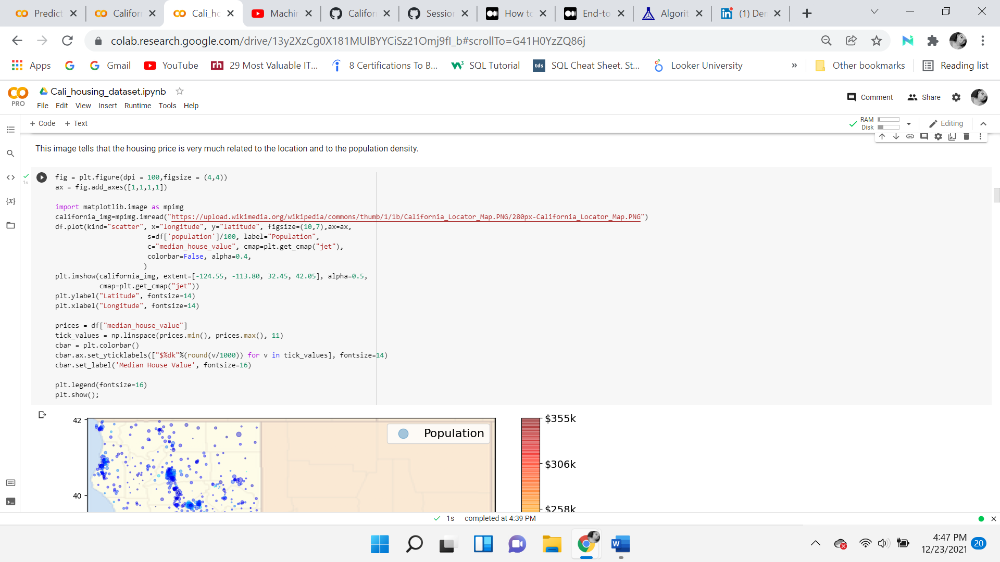 Predict
Califor
Cali_ho
Machin
Califor
Session
How to
End-to
Algorit
(1) Der
colab.research.google.com/drive/13y2XzCg0X181MUlBYYCiSz21Omj9fI_b#scrollTo=G41H0YzZQ86j
Apps Gmail YouTube 29 Most Valuable IT... 8 Certifications To B... SQL Tutorial SQL Cheat Sheet. St... Looker University » Other bookmarks Reading list
PRO
Cali_housing_dataset.ipynb
Comment Share
File Edit View Insert Runtime Tools Help
+ Code + Text
RAM
Disk
Editing
This image tells that the housing price is very much related to the location and to the population density.
1s
fig = plt.figure(dpi = 100,figsize = (4,4))
ax = fig.add_axes([1,1,1,1])
import matplotlib.image as mpimg
california_img=mpimg.imread("https://upload.wikimedia.org/wikipedia/commons/thumb/1/1b/California_Locator_Map.PNG/280px-California_Locator_Map.PNG")
df.plot(kind="scatter", x="longitude", y="latitude", figsize=(10,7),ax=ax,
s=df['population']/100, label="Population",
c="median_house_value", cmap=plt.get_cmap("jet"),
colorbar=False, alpha=0.4,
)
plt.imshow(california_img, extent=[-124.55, -113.80, 32.45, 42.05], alpha=0.5,
cmap=plt.get_cmap("jet"))
plt.ylabel("Latitude", fontsize=14)
plt.xlabel("Longitude", fontsize=14)
prices = df["median_house_value"]
tick_values = np.linspace(prices.min(), prices.max(), 11)
cbar = plt.colorbar()
cbar.ax.set_yticklabels(["$%dk"%(round(v/1000)) for v in tick_values], fontsize=14)
cbar.set_label('Median House Value', fontsize=16)
plt.legend(fontsize=16)
plt.show();
42
40
Population
$355k
$306k
$258k
1s completed at 4:39 PM
4:47 PM
12/23/2021
20